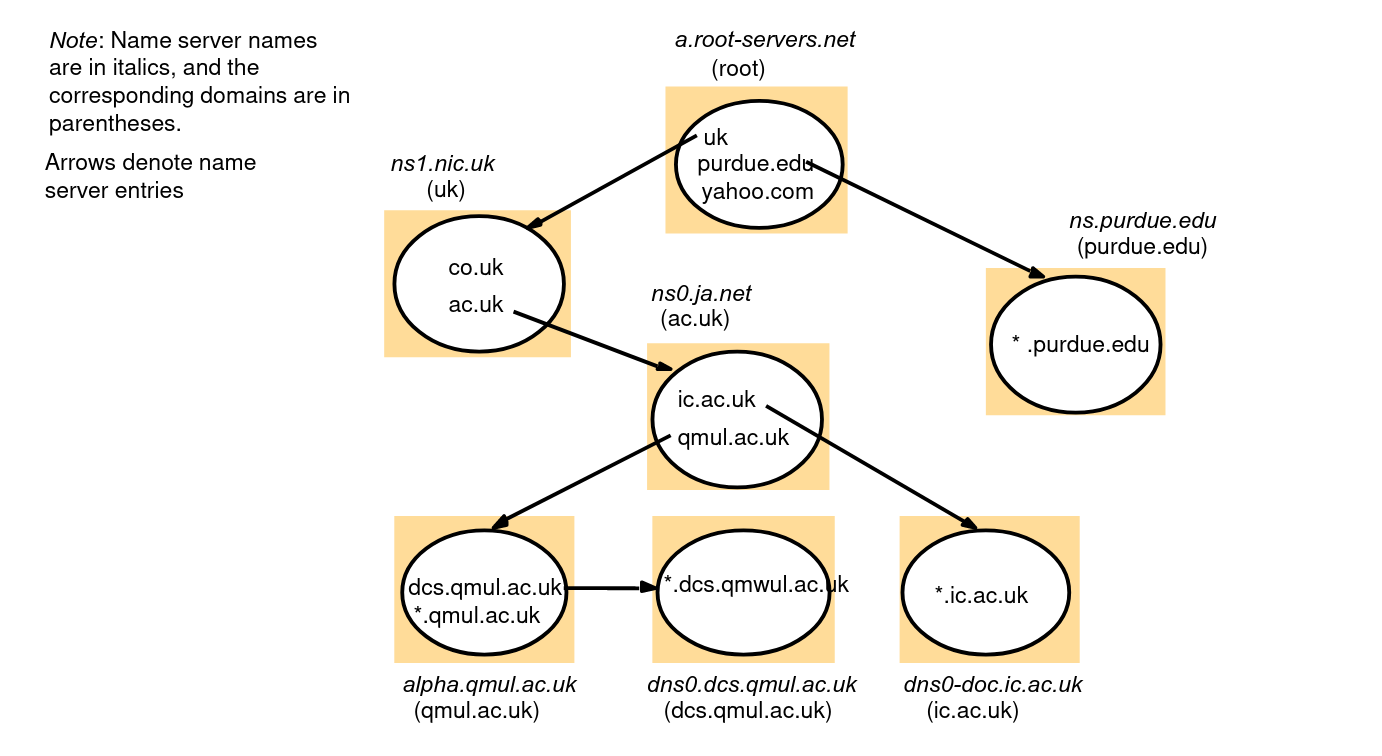 Note: Name server names
are in italics, and the
corresponding domains are in
parentheses.
Arrows denote name
server entries
a.root-servers.net
(root)
uk
purdue.edu
yahoo.com
ns1.nic.uk
(uk)
co.uk
ac.uk
ns.purdue.edu
(purdue.edu)
* .purdue.edu
ns0.ja.net
(ac.uk)
ic.ac.uk
qmul.ac.uk
dcs.qmul.ac.uk
*.qmul.ac.uk
alpha.qmul.ac.uk
(qmul.ac.uk)
*.dcs.qmwul.ac.uk
dns0.dcs.qmul.ac.uk
(dcs.qmul.ac.uk)
*.ic.ac.uk
dns0-doc.ic.ac.uk
(ic.ac.uk)